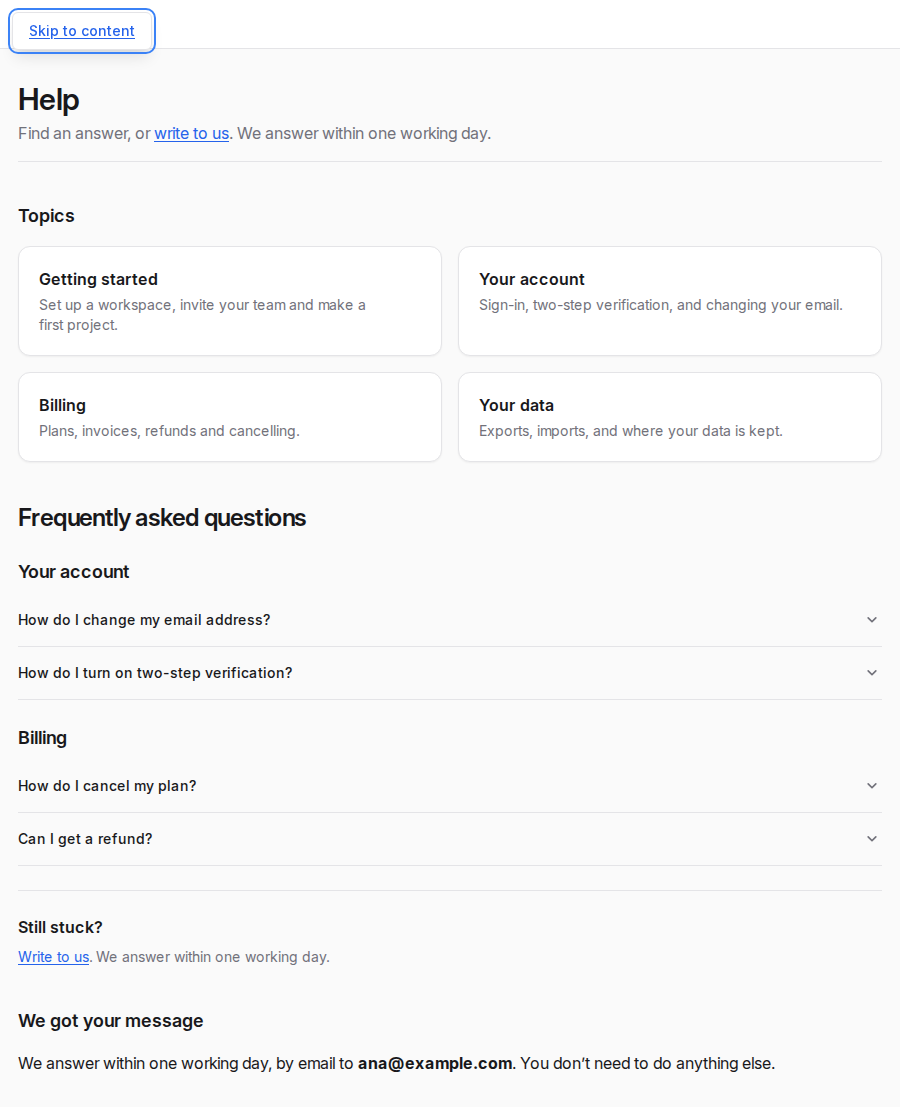 Skip to content
Help
Find an answer, or write to us. We answer within one working day.
Topics
Getting started
Set up a workspace, invite your team and make a
first project.
Your account
Sign-in, two-step verification, and changing your email.
Billing
Plans, invoices, refunds and cancelling.
Your data
Exports, imports, and where your data is kept.
Frequently asked questions
Your account
How do I change my email address?
How do I turn on two-step verification?
Billing
How do I cancel my plan?
Can I get a refund?
Still stuck?
Write to us. We answer within one working day.
We got your message
We answer within one working day, by email to ana@example.com. You don’t need to do anything else.